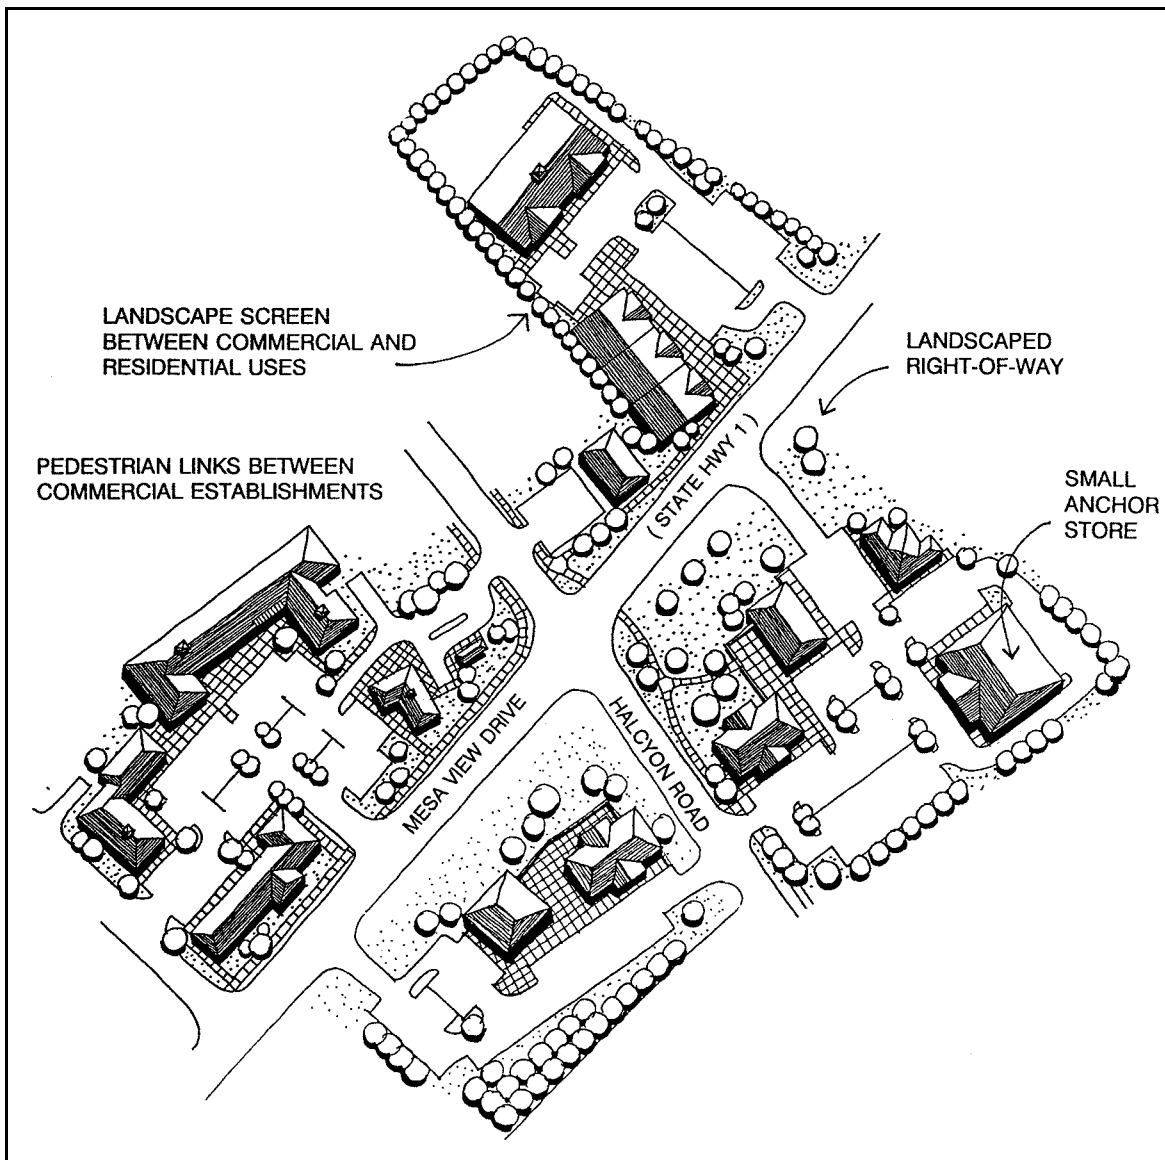 LANDSCAPE SCREEN
BETWEEN COMMERCIAL AND
RESIDENTIAL USES
LANDSCAPED
RIGHT-OF-WAY
PEDESTRIAN LINKS BETWEEN
COMMERCIAL ESTABLISHMENTS
SMALL
ANCHOR
STORE
( STATE HWY 1 )
MESA VIEW DRIVE
HALCYON ROAD